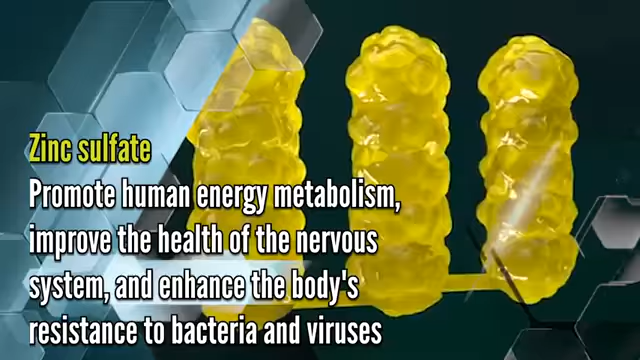 Zinc sulfate
Promote human energy metabolism,
improve the health of the nervous
system, and enhance the body's
resistance to bacteria and viruses